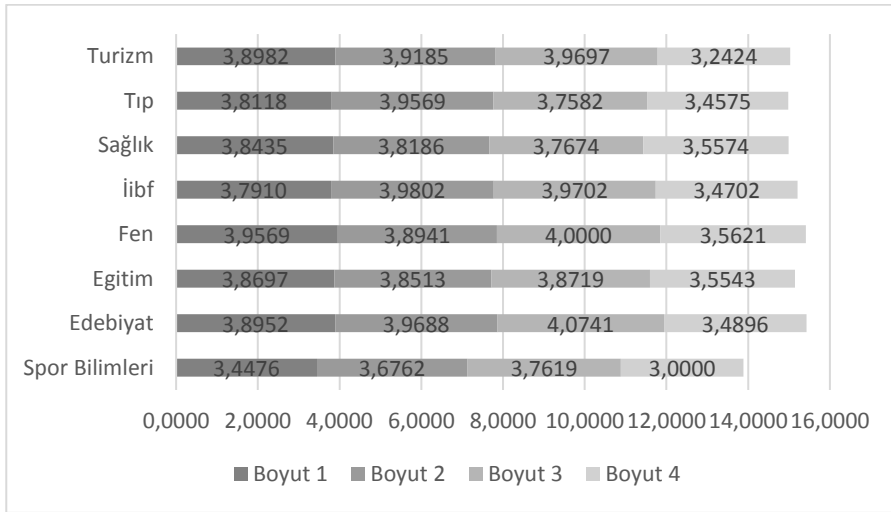 Turizm 3,8982 3,9185 3,9697 3,2424
Tıp 3,8118 3,9569 3,7582 3,4575
Sağlık 3,8435 3,8186 3,7674 3,5574
İibf 3,7910 3,9802 3,9702 3,4702
Fen 3,9569 3,8941 4,0000 3,5621
Egitim 3,8697 3,8513 3,8719 3,5543
Edebiyat 3,8952 3,9688 4,0741 3,4896
Spor Bilimleri 3,4476 3,6762 3,7619 3,0000
0,0000 2,0000 4,0000 6,0000 8,0000 10,0000 12,0000 14,0000 16,0000
Boyut 1 Boyut 2 Boyut 3 Boyut 4